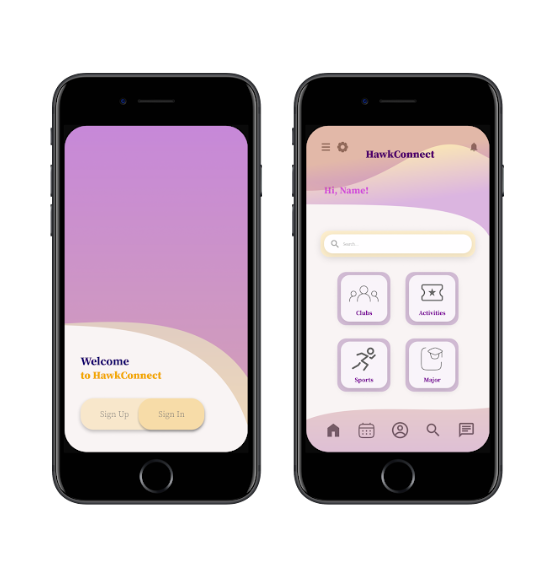 Welcome
to HawkConnect
Sign Up
Sign In
HawkConnect
Hi, Name!
Search...
Clubs
Activities
Sports
Major